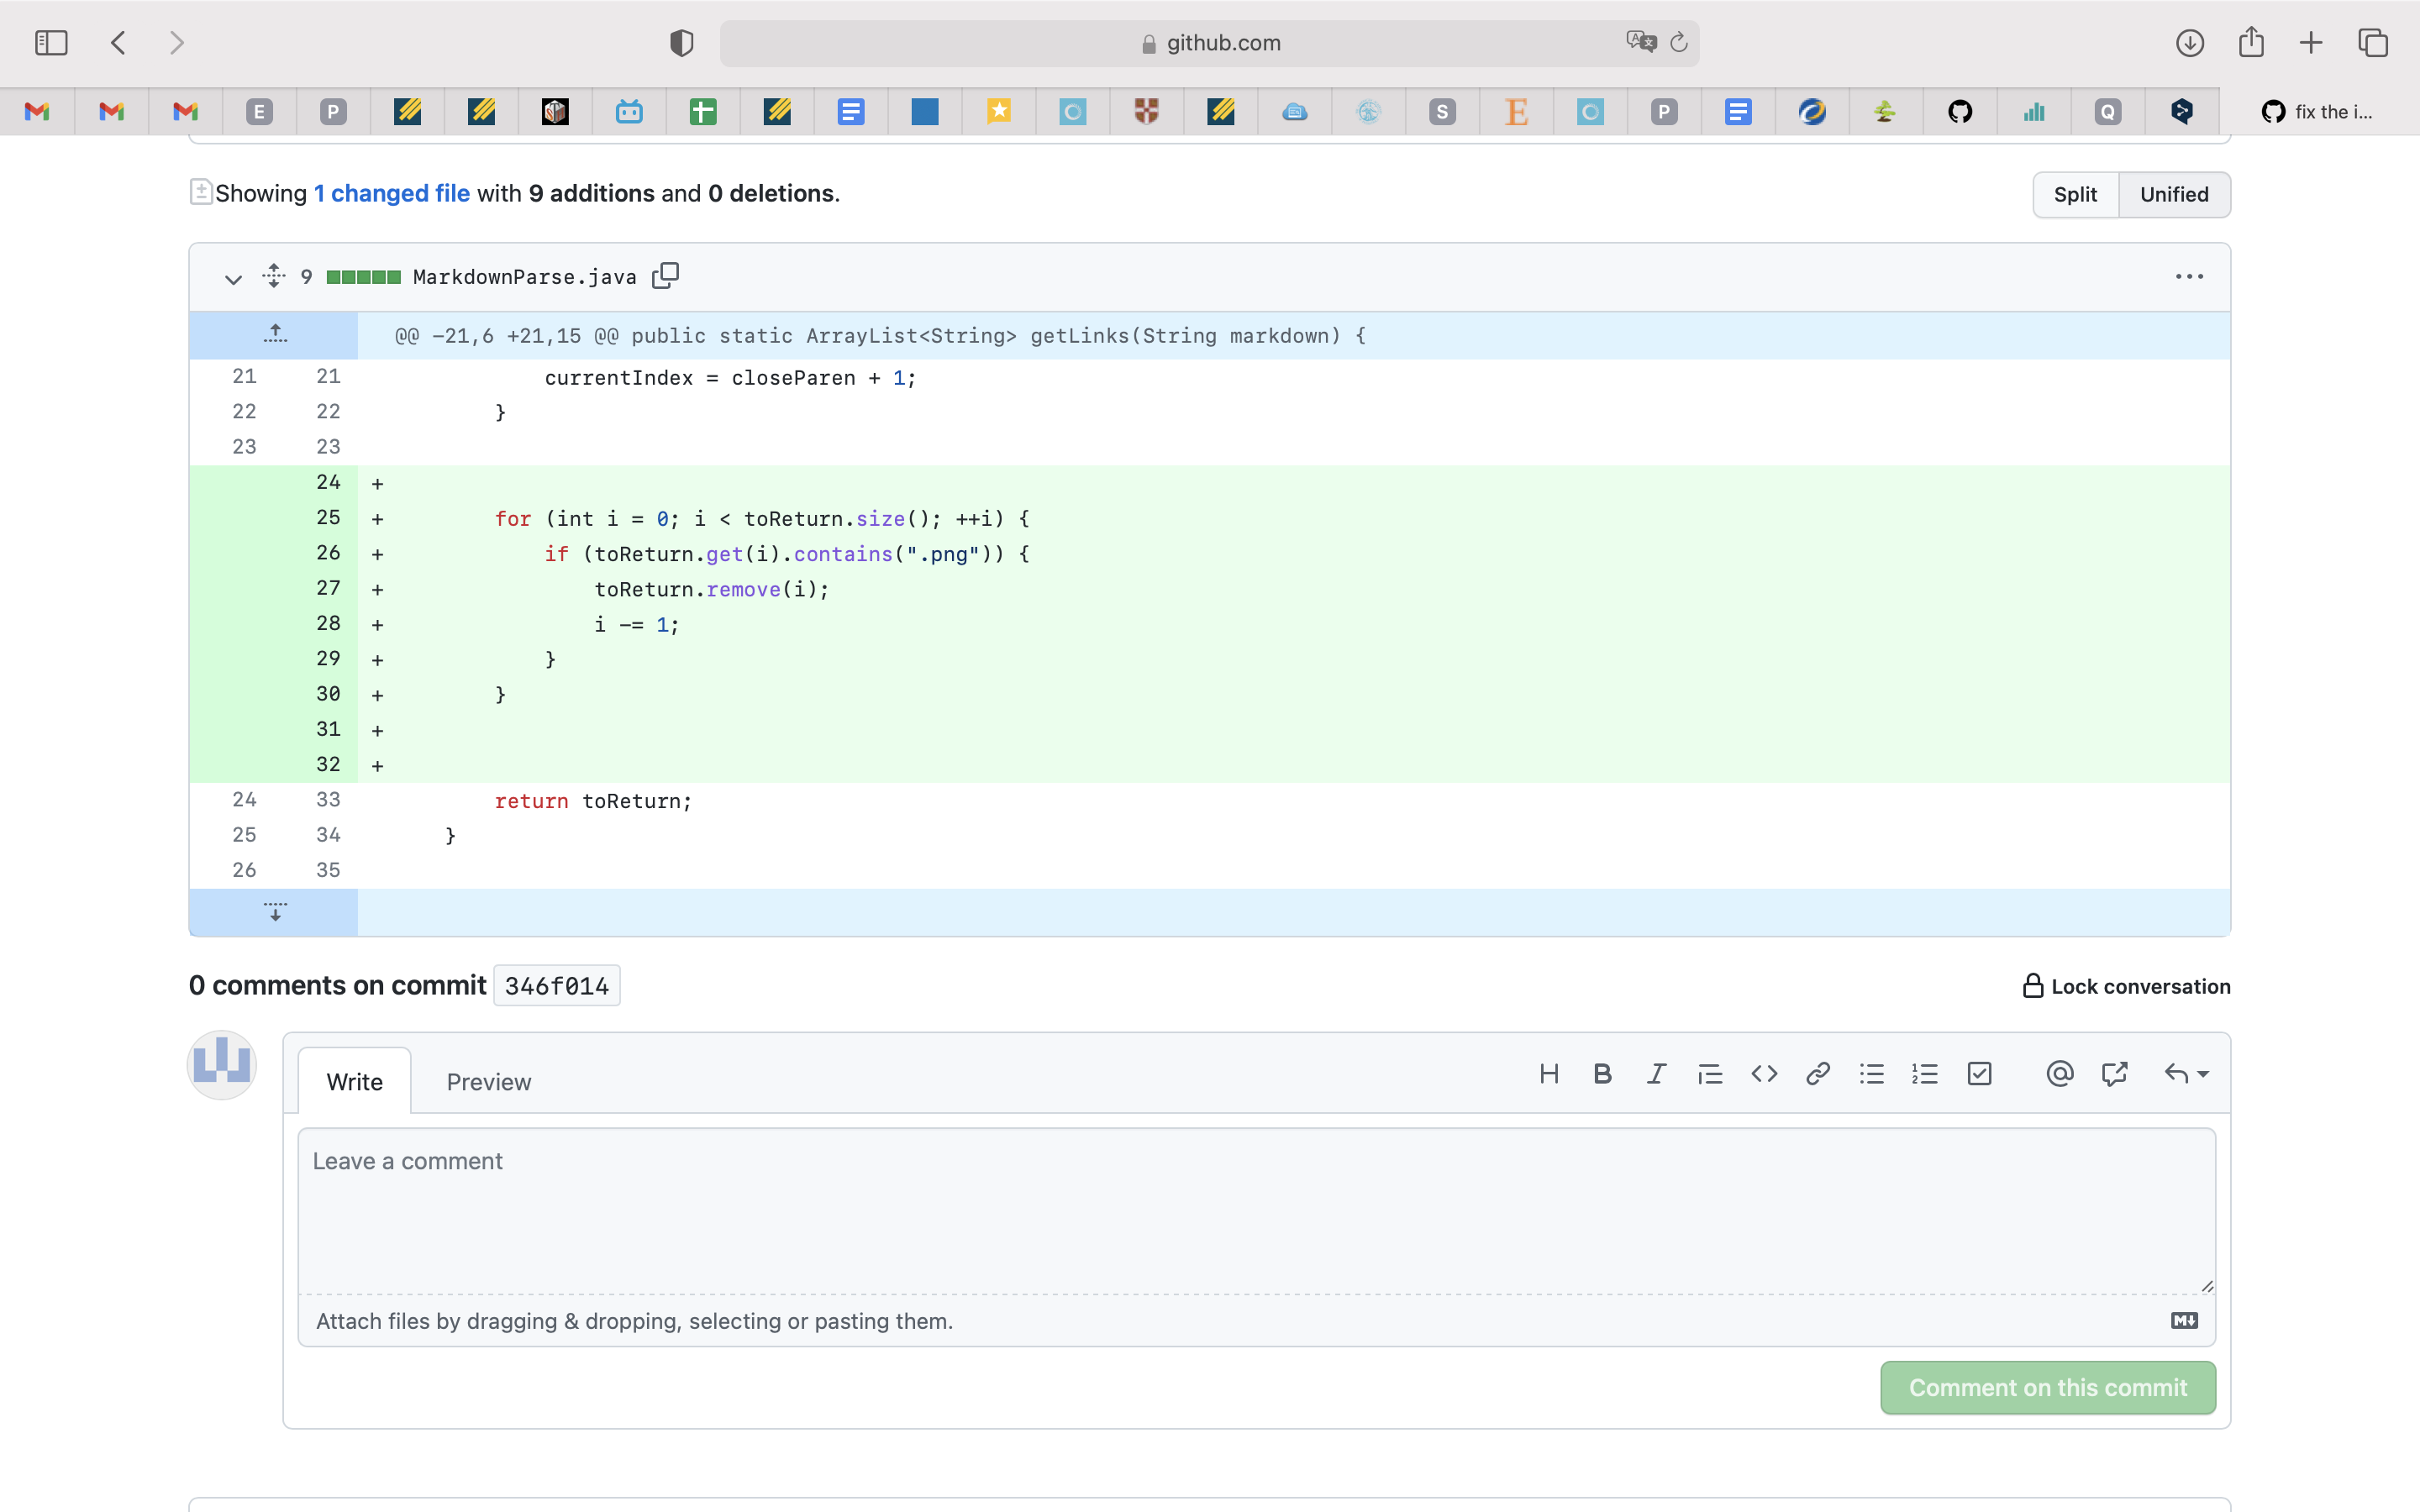 github.com
E P S E P Q fix the i...
Showing 1 changed file with 9 additions and 0 deletions.
Split Unified
9 MarkdownParse.java
@@ -21,6 +21,15 @@ public static ArrayList<String> getLinks(String markdown) {
21 21 currentIndex = closeParen + 1;
22 22 }
23 23
24 +
25 + for (int i = 0; i < toReturn.size(); ++i) {
26 + if (toReturn.get(i).contains(".png")) {
27 + toReturn.remove(i);
28 + i -= 1;
29 + }
30 + }
31 +
32 +
24 33 return toReturn;
25 34 }
26 35
0 comments on commit 346f014
Lock conversation
Write Preview
Leave a comment
Attach files by dragging & dropping, selecting or pasting them.
Comment on this commit